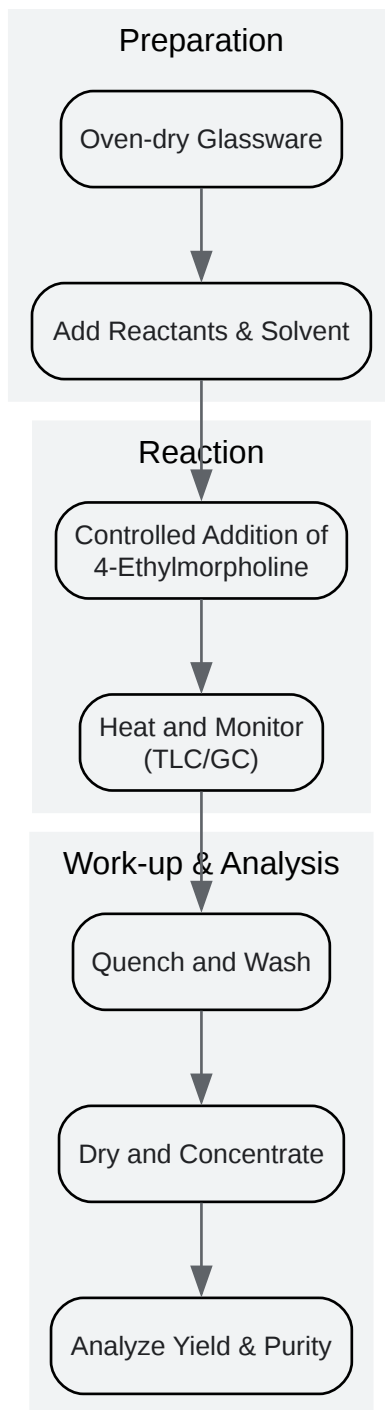 Preparation
Oven-dry Glassware
Add Reactants & Solvent
Reaction
Controlled Addition of
4-Ethylmorpholine
Heat and Monitor
(TLC/GC)
Work-up & Analysis
Quench and Wash
Dry and Concentrate
Analyze Yield & Purity